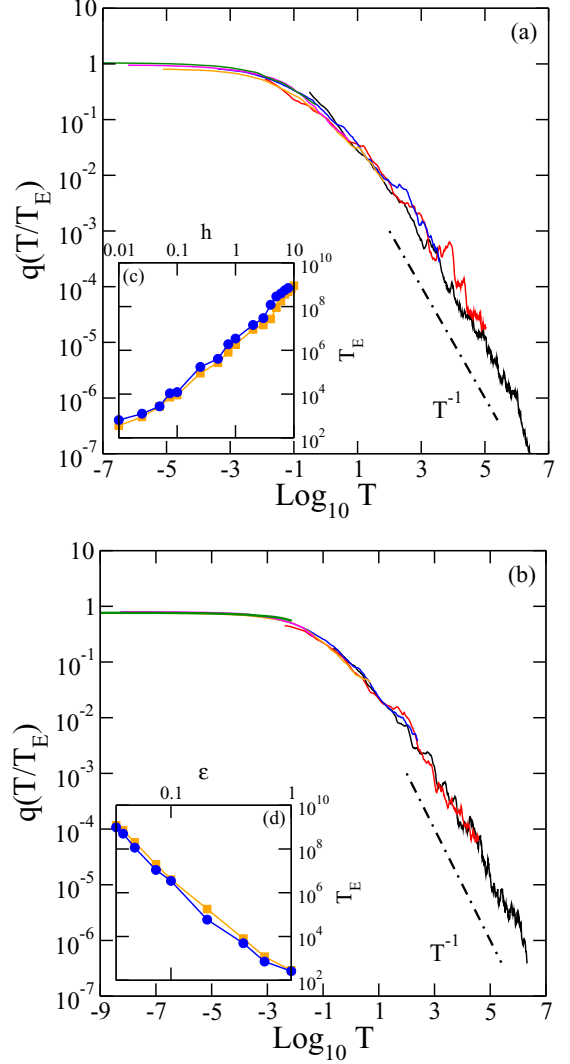 10
(a)
1
10^-1
10^-2
10^-3
10^-4
10^-5
10^-6
10^-7
q(T/T_E)
h
0.01 0.1 1 10
(c)
10^10
10^8
10^6
10^4
10^2
T_E
T^-1
-7 -5 -3 -1 1 3 5 7
Log_10 T
10
(b)
1
10^-1
10^-2
10^-3
10^-4
10^-5
10^-6
10^-7
q(T/T_E)
ε
0.1 1
(d)
10^10
10^8
10^6
10^4
10^2
T_E
T^-1
-9 -7 -5 -3 -1 1 3 5 7
Log_10 T